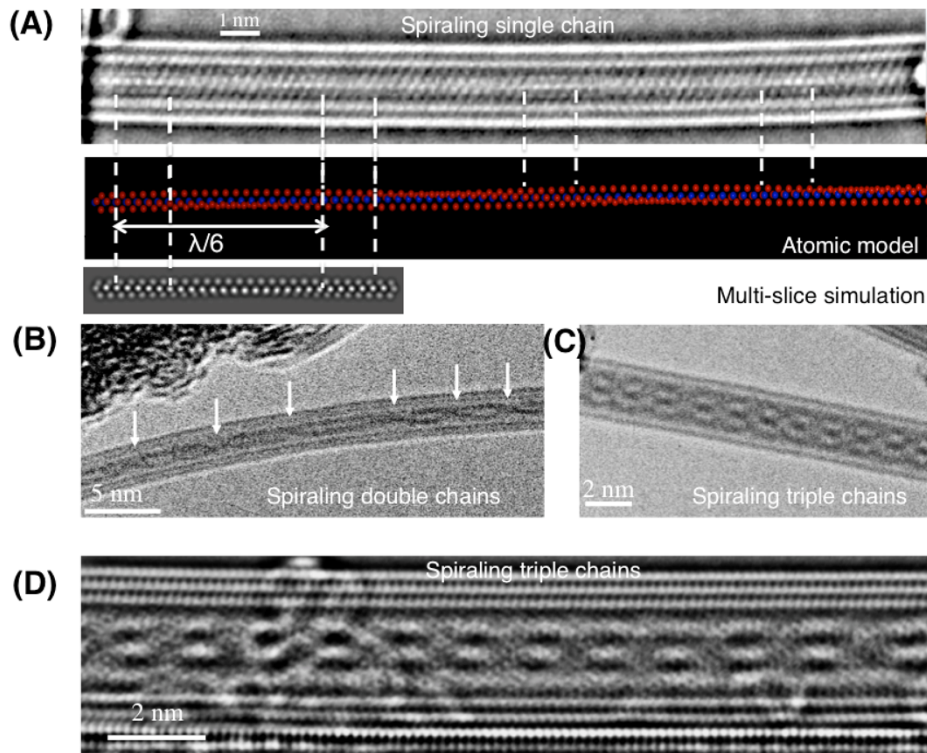 (A)
1 nm
Spiraling single chain
λ/6
Atomic model
Multi-slice simulation
(B)
5 nm
Spiraling double chains
(C)
2 nm
Spiraling triple chains
(D)
Spiraling triple chains
2 nm